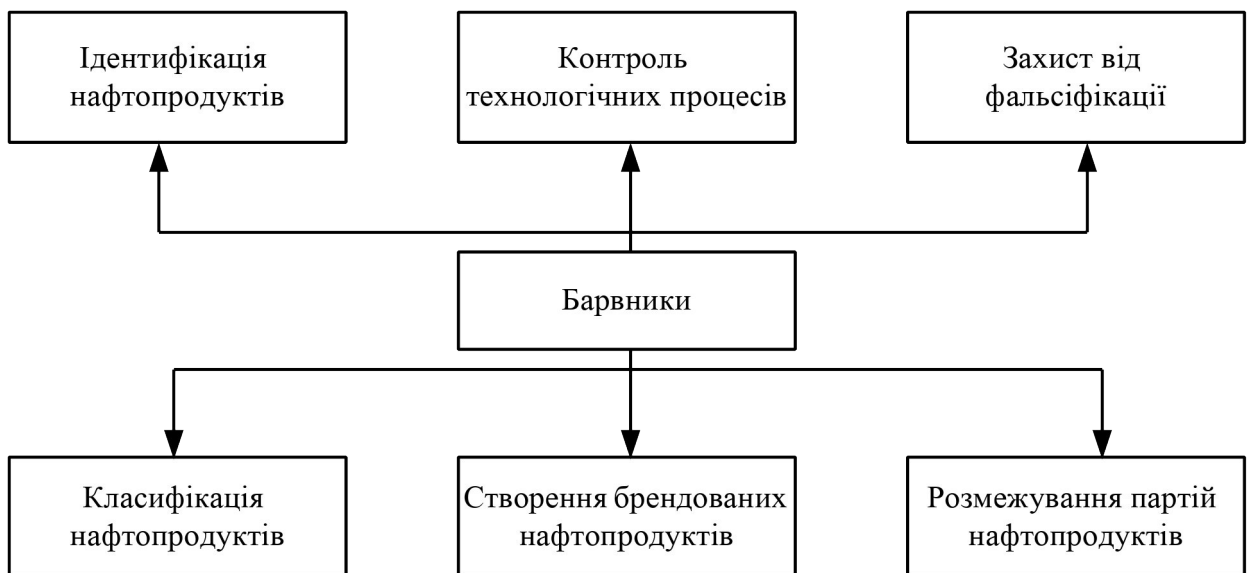 Ідентифікація
нафтопродуктів
Контроль
технологічних процесів
Захист від
фальсіфікації
Барвники
Класифікація
нафтопродуктів
Створення брендованих
нафтопродуктів
Розмежування партій
нафтопродуктів